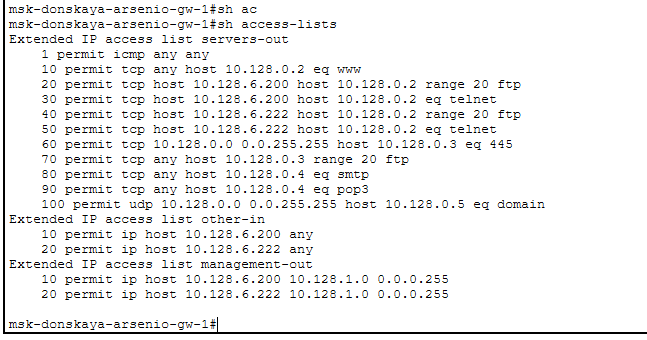 msk-donskaya-arsenio-gw-1#sh ac
msk-donskaya-arsenio-gw-1#sh access-lists
Extended IP access list servers-out
1 permit icmp any any
10 permit tcp any host 10.128.0.2 eq www
20 permit tcp host 10.128.6.200 host 10.128.0.2 range 20 ftp
30 permit tcp host 10.128.6.200 host 10.128.0.2 eq telnet
40 permit tcp host 10.128.6.222 host 10.128.0.2 range 20 ftp
50 permit tcp host 10.128.6.222 host 10.128.0.2 eq telnet
60 permit tcp 10.128.0.0 0.0.255.255 host 10.128.0.3 eq 445
70 permit tcp any host 10.128.0.3 range 20 ftp
80 permit tcp any host 10.128.0.4 eq smtp
90 permit tcp any host 10.128.0.4 eq pop3
100 permit udp 10.128.0.0 0.0.255.255 host 10.128.0.5 eq domain
Extended IP access list other-in
10 permit ip host 10.128.6.200 any
20 permit ip host 10.128.6.222 any
Extended IP access list management-out
10 permit ip host 10.128.6.200 10.128.1.0 0.0.0.255
20 permit ip host 10.128.6.222 10.128.1.0 0.0.0.255
msk-donskaya-arsenio-gw-1#